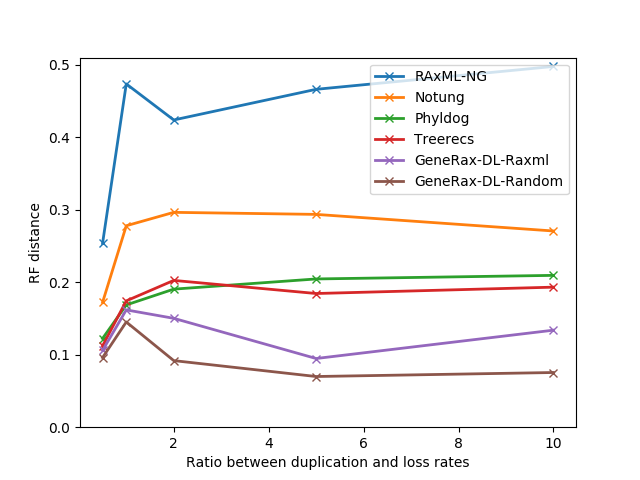 0.5
0.4
0.3
0.2
0.1
0.0
RF distance
2
4
6
8
10
Ratio between duplication and loss rates
RAxML-NG
Notung
Phyldog
Treerecs
GeneRax-DL-Raxml
GeneRax-DL-Random